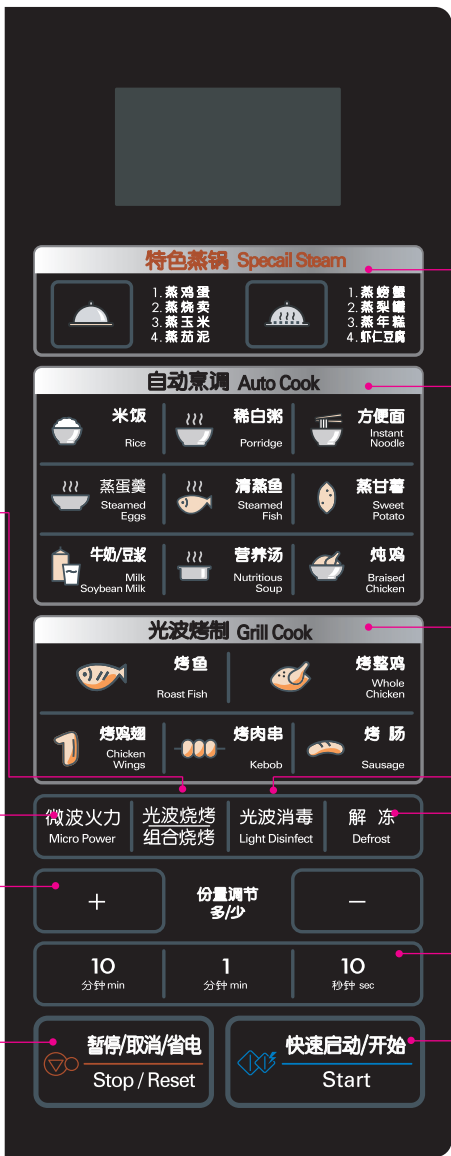 特色蒸锅 Specail Steam
1. 蒸鸡蛋
2. 蒸烧卖
3. 蒸玉米
4. 蒸茄泥
1. 蒸螃蟹
2. 蒸梨罐
3. 蒸年糕
4. 虾仁豆腐
自动烹调 Auto Cook
米饭
Rice
稀白粥
Porridge
方便面
Instant
Noodle
蒸蛋羹
Steamed
Eggs
清蒸鱼
Steamed
Fish
蒸甘薯
Sweet
Potato
牛奶/豆浆
Milk
Soybean Milk
营养汤
Nutritious
Soup
炖鸡
Braised
Chicken
光波烤制 Grill Cook
烤鱼
Roast Fish
烤整鸡
Whole
Chicken
烤鸡翅
Chicken
Wings
烤肉串
Kebob
烤肠
Sausage
微波火力
Micro Power
光波烧烤
组合烧烤
光波消毒
Light Disinfect
解冻
Defrost
+
份量调节
多/少
−
10
分钟 min
1
分钟 min
10
秒钟 sec
暂停/取消/省电
Stop / Reset
快速启动/开始
Start